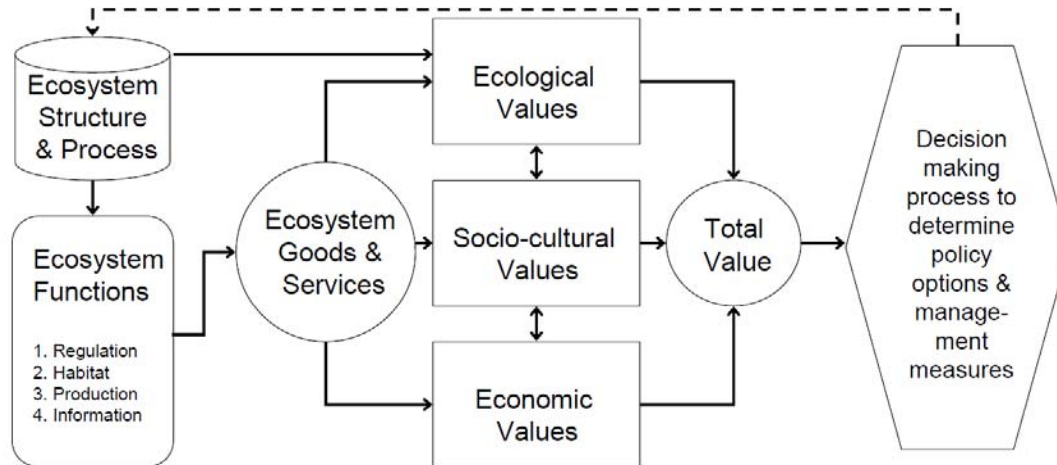 Ecosystem
Structure
& Process
Ecosystem
Functions
1. Regulation
2. Habitat
3. Production
4. Information
Ecosystem
Goods &
Services
Ecological
Values
Socio-cultural
Values
Economic
Values
Total
Value
Decision
making
process to
determine
policy
options &
manage-
ment
measures